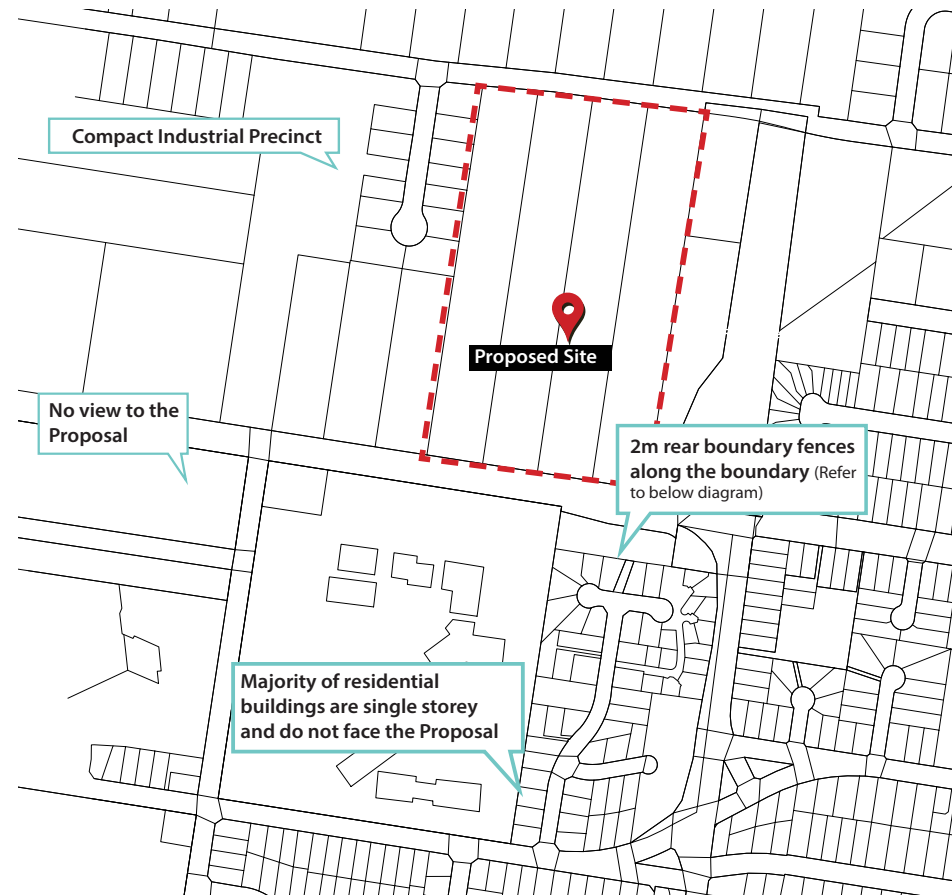 Compact Industrial Precinct
Proposed Site
No view to the
Proposal
2m rear boundary fences
along the boundary (Refer
to below diagram)
Majority of residential
buildings are single storey
and do not face the Proposal